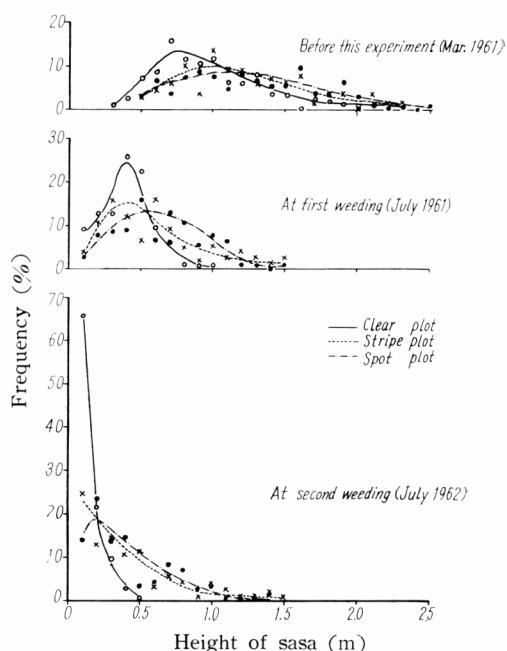 20
10
0
Before this experiment (Mar. 1961)
30
20
10
0
At first weeding (July 1961)
70
60
50
40
30
20
10
0
Clear plot
Stripe plot
Spot plot
At second weeding (July 1962)
0 0.5 1.0 1.5 2.0 2.5
Frequency (%)
Height of sasa (m)